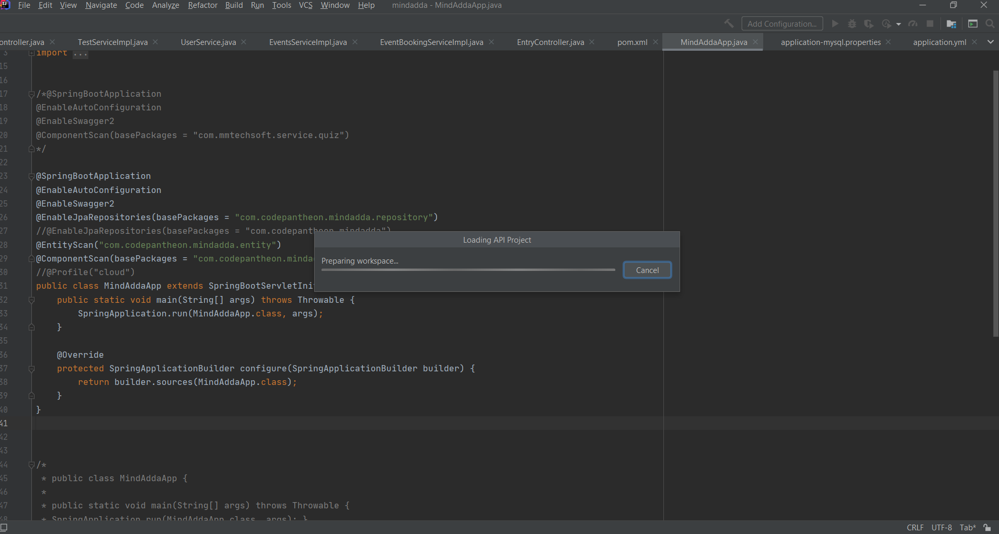 File Edit View Navigate Code Analyze Refactor Build Run Tools VCS Window Help mindadda - MindAddaApp.java
Add Configuration...
ontroller.java TestServiceImpl.java UserService.java EventsServiceImpl.java EventBookingServiceImpl.java EntryController.java pom.xml MindAddaApp.java application-mysql.properties application.yml
3 import ...
15
16
17 /*@SpringBootApplication
18 @EnableAutoConfiguration
19 @EnableSwagger2
20 @ComponentScan(basePackages = "com.mmtechsoft.service.quiz")
21 */
22
23 @SpringBootApplication
24 @EnableAutoConfiguration
25 @EnableSwagger2
26 @EnableJpaRepositories(basePackages = "com.codepantheon.mindadda.repository")
27 //@EnableJpaRepositories(basePackages = "com.codepantheon.mindadda")
28 @EntityScan("com.codepantheon.mindadda.entity")
29 @ComponentScan(basePackages = "com.codepantheon.minda
30 //@Profile("cloud")
31 public class MindAddaApp extends SpringBootServletIni
32 public static void main(String[] args) throws Throwable {
33 SpringApplication.run(MindAddaApp.class, args);
34 }
35
36 @Override
37 protected SpringApplicationBuilder configure(SpringApplicationBuilder builder) {
38 return builder.sources(MindAddaApp.class);
39 }
40 }
41
42
43
44 /*
45 * public class MindAddaApp {
46 *
47 * public static void main(String[] args) throws Throwable {
48 * SpringApplication.run(MindAddaApp.class, args); }
Loading API Project
Preparing workspace...
Cancel
CRLF UTF-8 Tab*